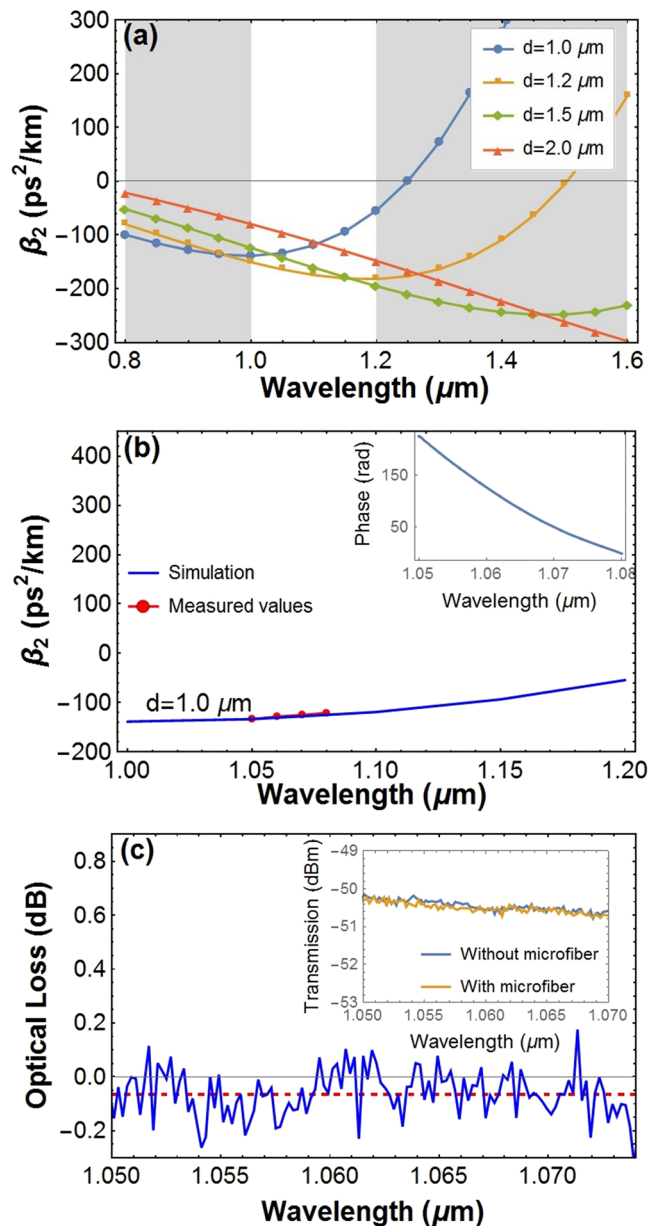 (a)
d=1.0 µm
d=1.2 µm
d=1.5 µm
d=2.0 µm
β₂ (ps²/km)
300
200
100
0
−100
−200
−300
0.8 1.0 1.2 1.4 1.6
Wavelength (µm)
(b)
β₂ (ps²/km)
400
300
200
100
0
−100
−200
Simulation
Measured values
d=1.0 µm
Phase (rad)
150
50
1.05 1.06 1.07 1.08
Wavelength (µm)
1.00 1.05 1.10 1.15 1.20
Wavelength (µm)
(c)
Optical Loss (dB)
0.8
0.6
0.4
0.2
0.0
−0.2
Transmission (dBm)
−49
−50
−51
−52
−53
Without microfiber
With microfiber
1.050 1.055 1.060 1.065 1.070
Wavelength (µm)
1.050 1.055 1.060 1.065 1.070
Wavelength (µm)